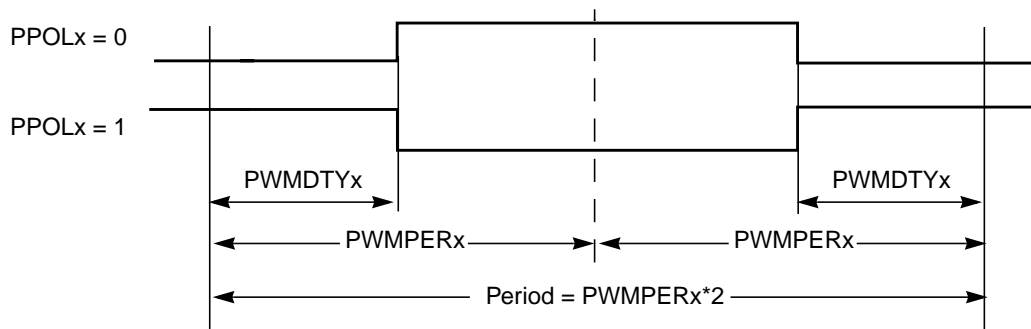 PPOLx = 0
PPOLx = 1
PWMDTYx
PWMDTYx
PWMPERx
PWMPERx
Period = PWMPERx*2